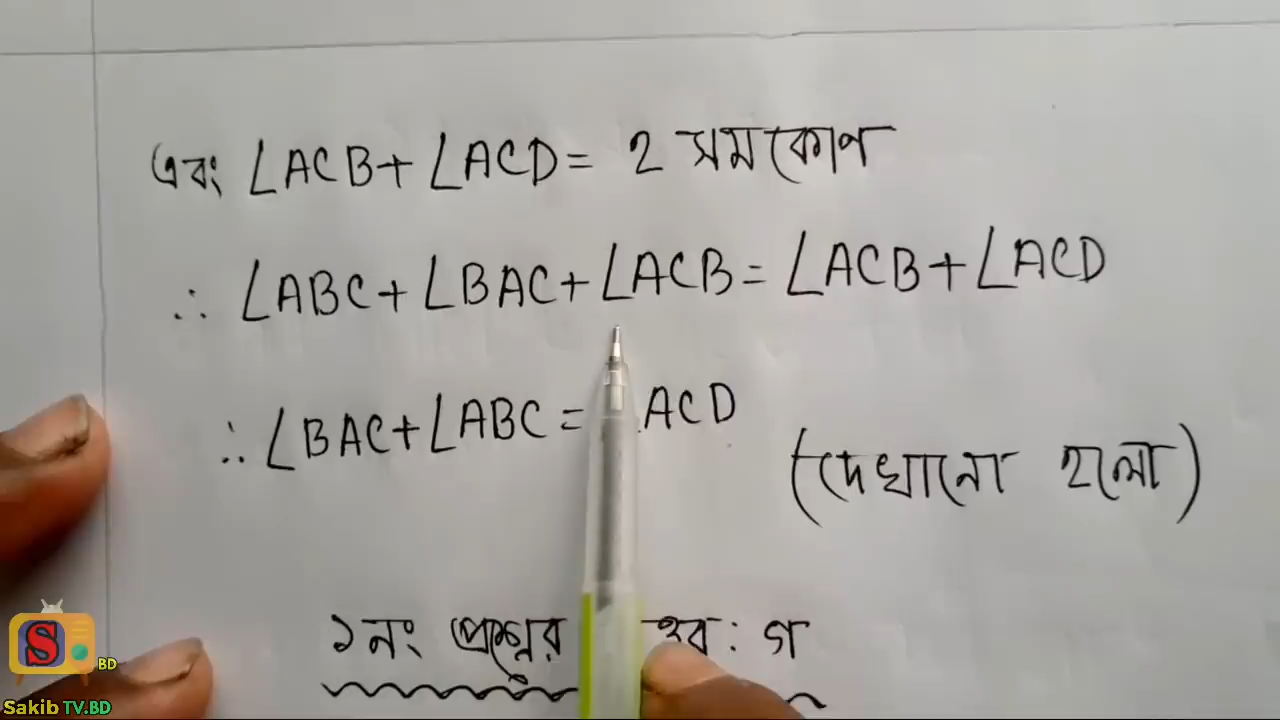 এবং ∠ACB+∠ACD= 2 সমকোণ
∴ ∠ABC+∠BAC+∠ACB=∠ACB+∠ACD
∴ ∠BAC+∠ABC= ACD
(দেখানো হলো)
১নং প্রশ্নের ত্তর: গ
S
BD
Sakib TV.BD